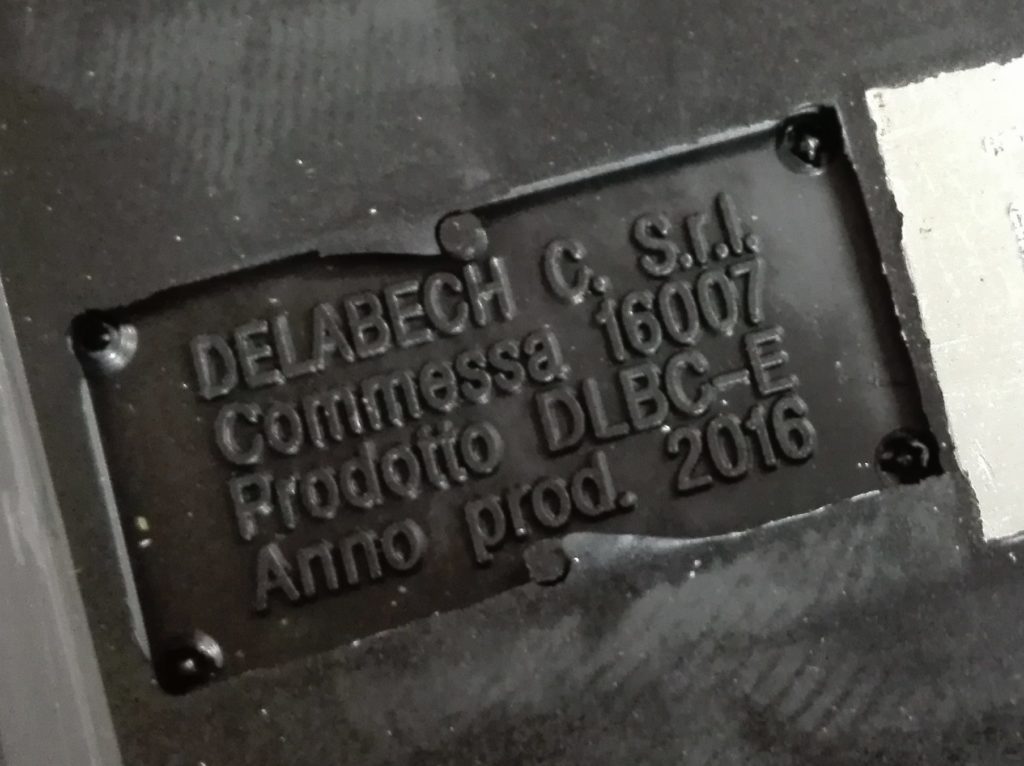 DELABECH C. S.r.l.
Commessa 16007
Prodotto DLBC-E
Anno prod. 2016